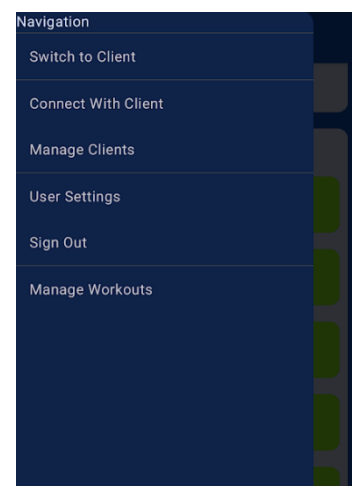 Navigation
Switch to Client
Connect With Client
Manage Clients
User Settings
Sign Out
Manage Workouts